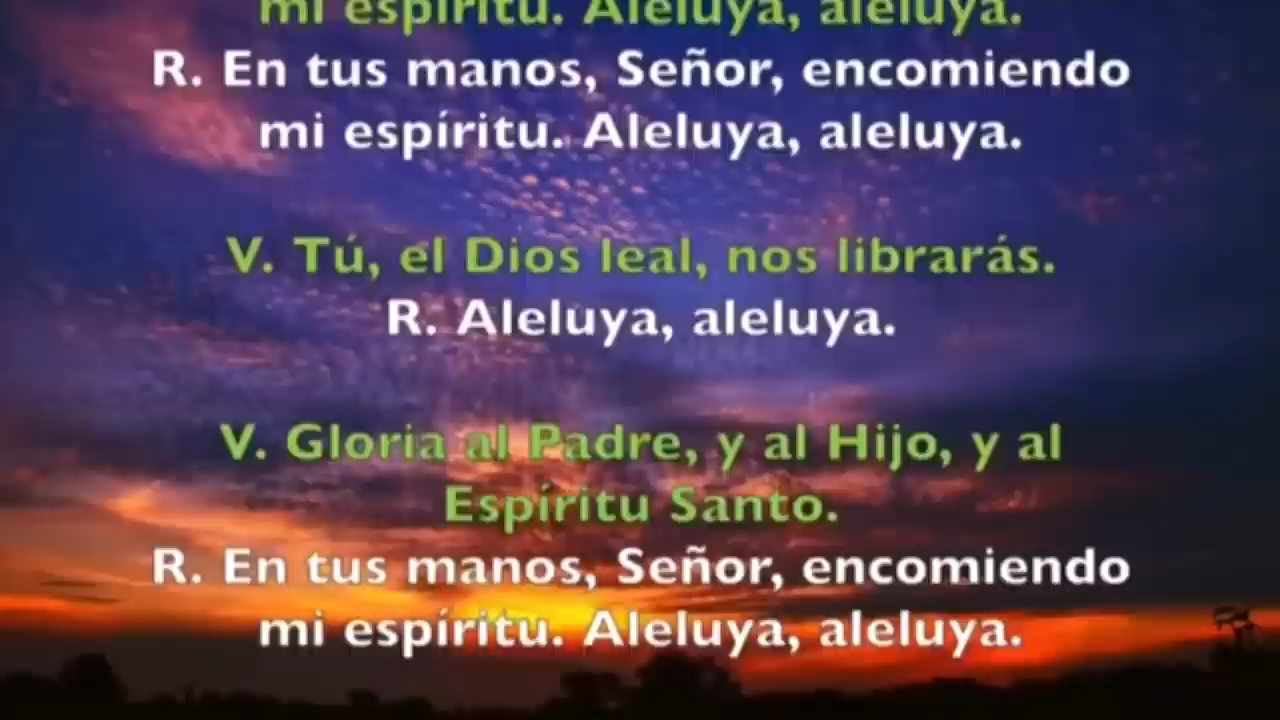 mi espíritu. Aleluya, aleluya.
R. En tus manos, Señor, encomiendo
mi espíritu. Aleluya, aleluya.
V. Tú, el Dios leal, nos librarás.
R. Aleluya, aleluya.
V. Gloria al Padre, y al Hijo, y al
Espíritu Santo.
R. En tus manos, Señor, encomiendo
mi espíritu. Aleluya, aleluya.